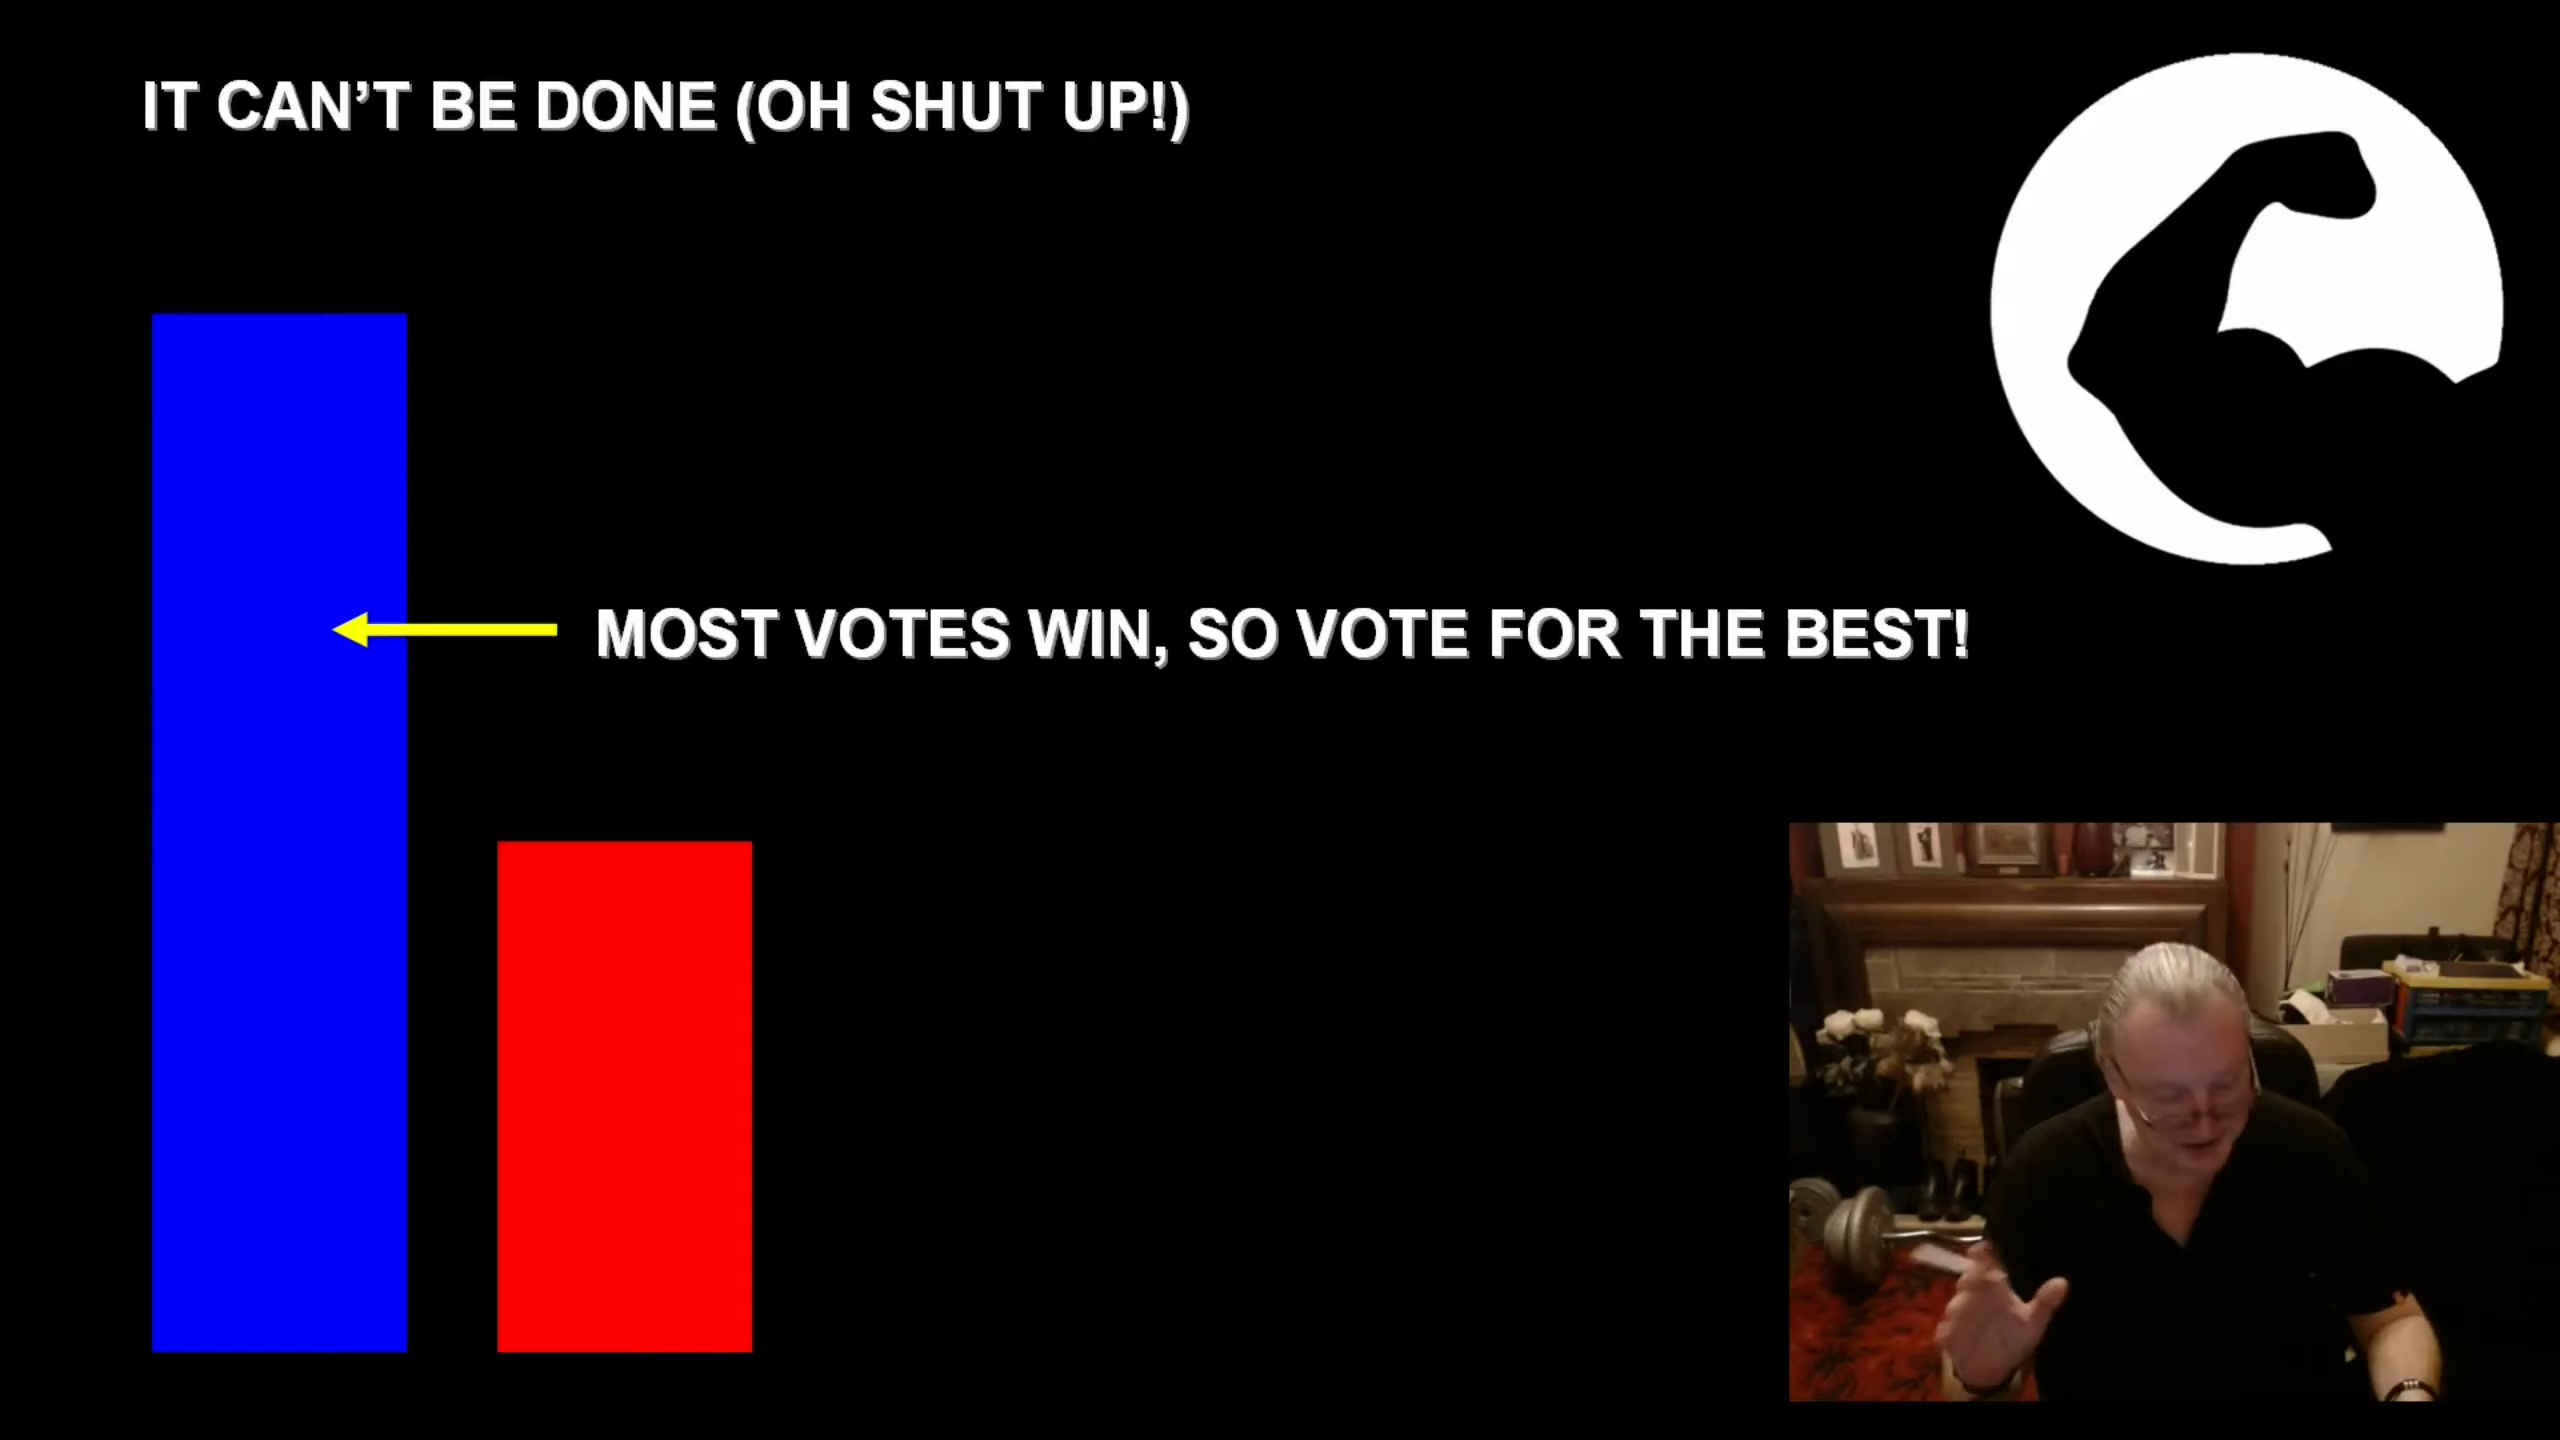 IT CAN’T BE DONE (OH SHUT UP!)
MOST VOTES WIN, SO VOTE FOR THE BEST!